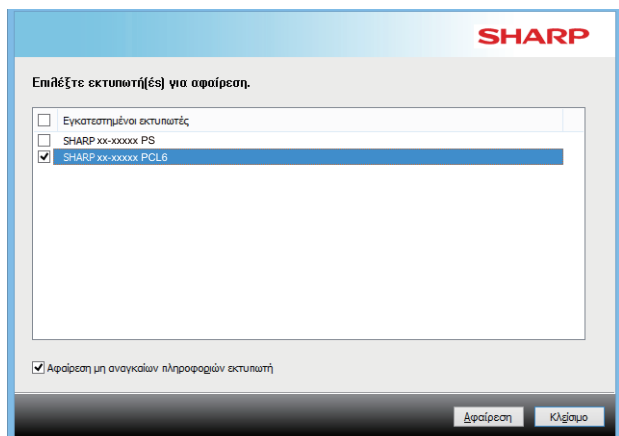 SHARP
Επιλέξτε εκτυπωτή(ές) για αφαίρεση.
Εγκατεστημένοι εκτυπωτές
SHARP xx-xxxxx PS
SHARP xx-xxxxx PCL6
Αφαίρεση μη αναγκαίων πληροφοριών εκτυπωτή
Αφαίρεση Κλείσιμο